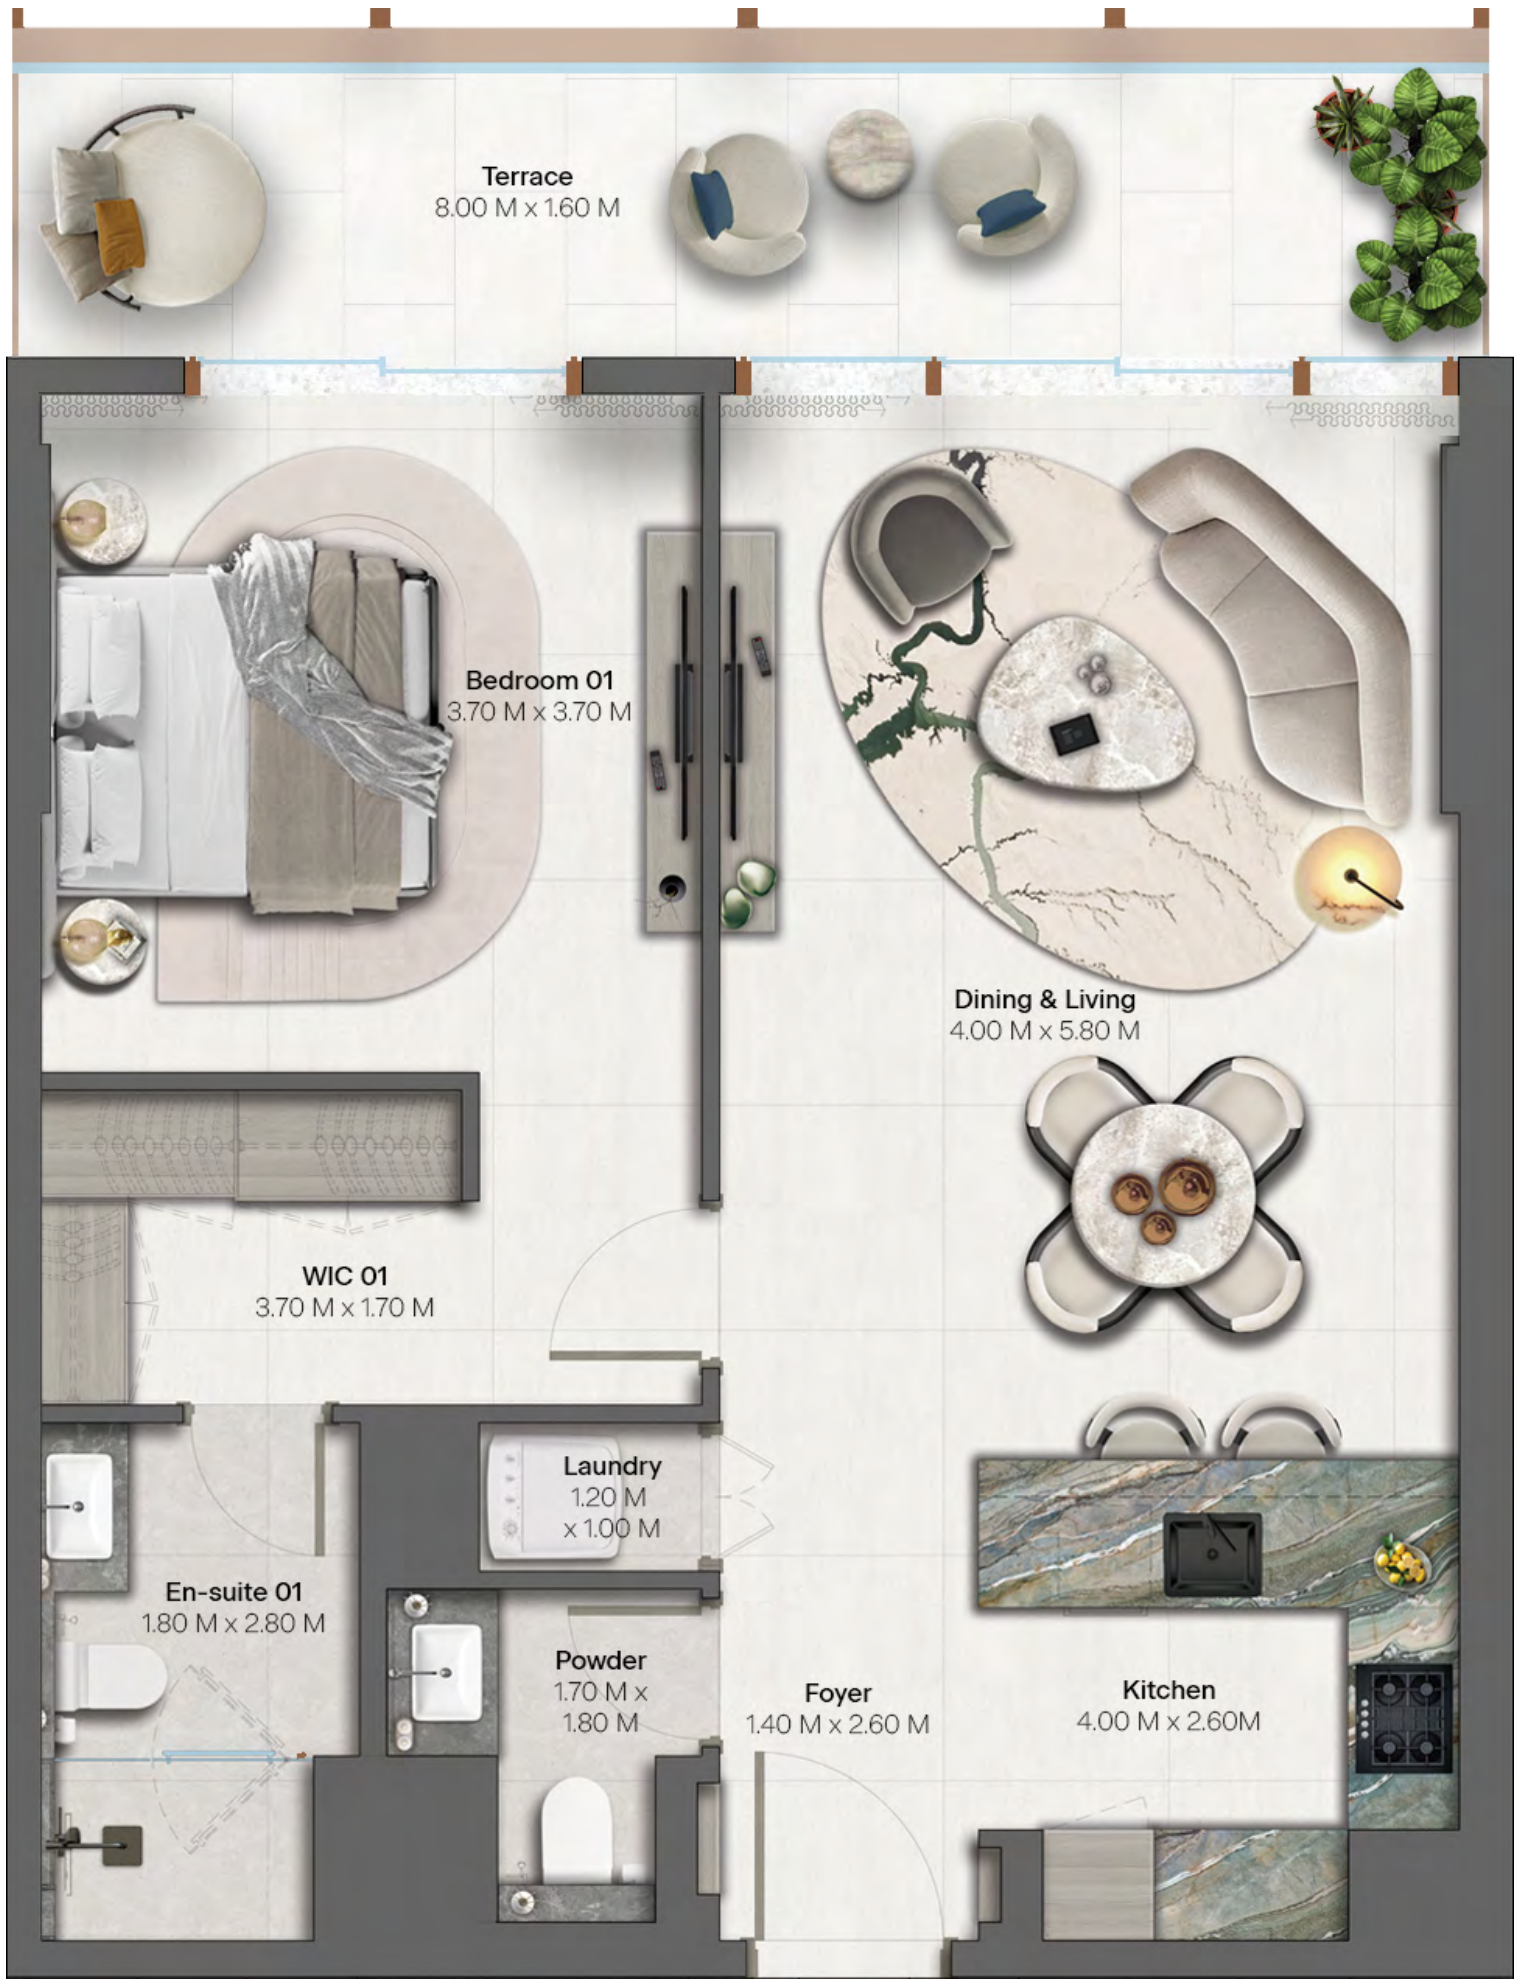 Terrace
8.00 M x 1.60 M
Bedroom 01
3.70 M x 3.70 M
Dining & Living
4.00 M x 5.80 M
WIC 01
3.70 M x 1.70 M
Laundry
1.20 M
x 1.00 M
En-suite 01
1.80 M x 2.80 M
Powder
1.70 M x
1.80 M
Foyer
1.40 M x 2.60 M
Kitchen
4.00 M x 2.60M